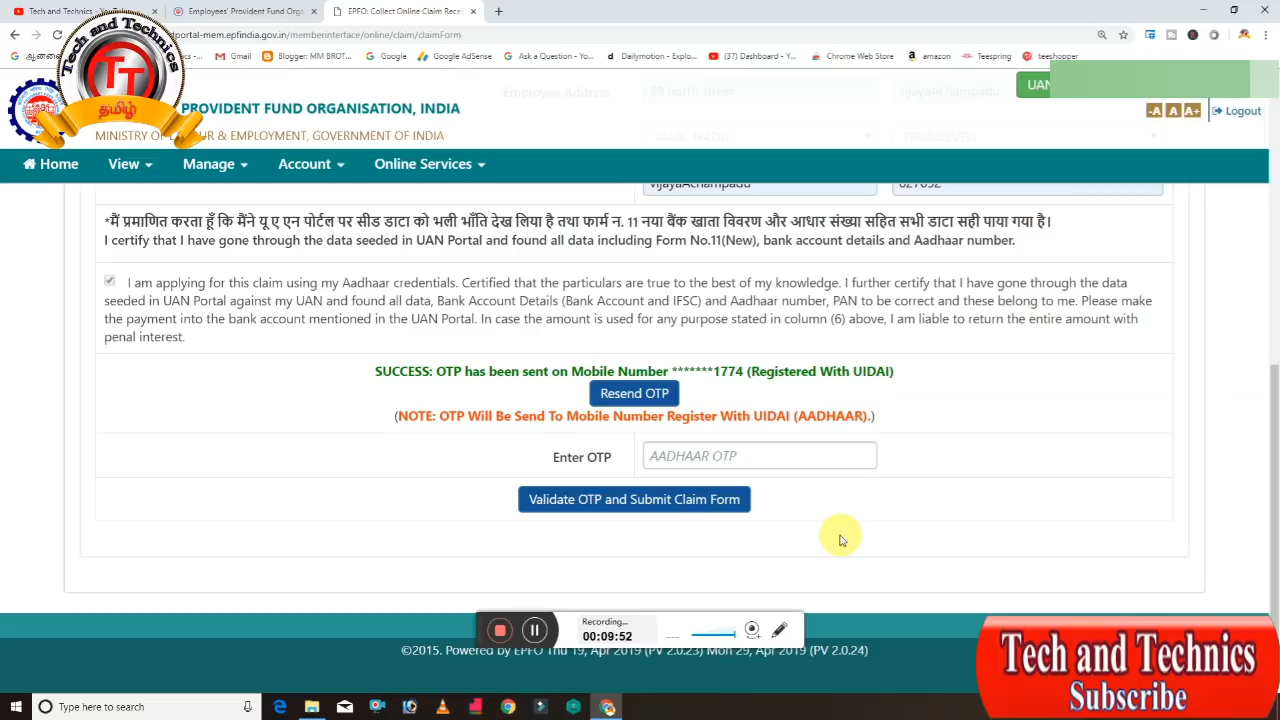 Tech and Technics - YouTube
Employees' Provident Fund Organi
EPFO: Collect Online Claim Rece
portal-mem.epfindia.gov.in/memberinterface/online/claim/claimForm
Gmail
Blogger: MM BROT...
Google
Google AdSense
Ask a Question - Yo...
Dailymotion - Explo...
(37) Dashboard - Y...
Chrome Web Store
amazon
Teespring
teeshopper
Tech and Technics
TT
தமிழ்
Employee Address:
89 north street
UAN
PROVIDENT FUND ORGANISATION, INDIA
-A A A+
Logout
MINISTRY OF LABOUR & EMPLOYMENT, GOVERNMENT OF INDIA
TAMIL NADU
TIRUNELVELI
Home
View
Manage
Account
Online Services
627652
*मैं प्रमाणित करता हूँ कि मैंने यू ए एन पोर्टल पर सीड डाटा को भली भाँति देख लिया है तथा फार्म न. 11 नया बैंक खाता विवरण और आधार संख्या सहित सभी डाटा सही पाया गया है।
I certify that I have gone through the data seeded in UAN Portal and found all data including Form No.11(New), bank account details and Aadhaar number.
I am applying for this claim using my Aadhaar credentials. Certified that the particulars are true to the best of my knowledge. I further certify that I have gone through the data
seeded in UAN Portal against my UAN and found all data, Bank Account Details (Bank Account and IFSC) and Aadhaar number, PAN to be correct and these belong to me. Please make
the payment into the bank account mentioned in the UAN Portal. In case the amount is used for any purpose stated in column (6) above, I am liable to return the entire amount with
penal interest.
SUCCESS: OTP has been sent on Mobile Number *******1774 (Registered With UIDAI)
Resend OTP
(NOTE: OTP Will Be Send To Mobile Number Register With UIDAI (AADHAAR).)
Enter OTP
AADHAAR OTP
Validate OTP and Submit Claim Form
Recording...
00:09:52
©2015. Powered by EPFO Thu 19, Apr 2019 (PV 2.0.23) Mon 29, Apr 2019 (PV 2.0.24)
Tech and Technics
Subscribe
Type here to search